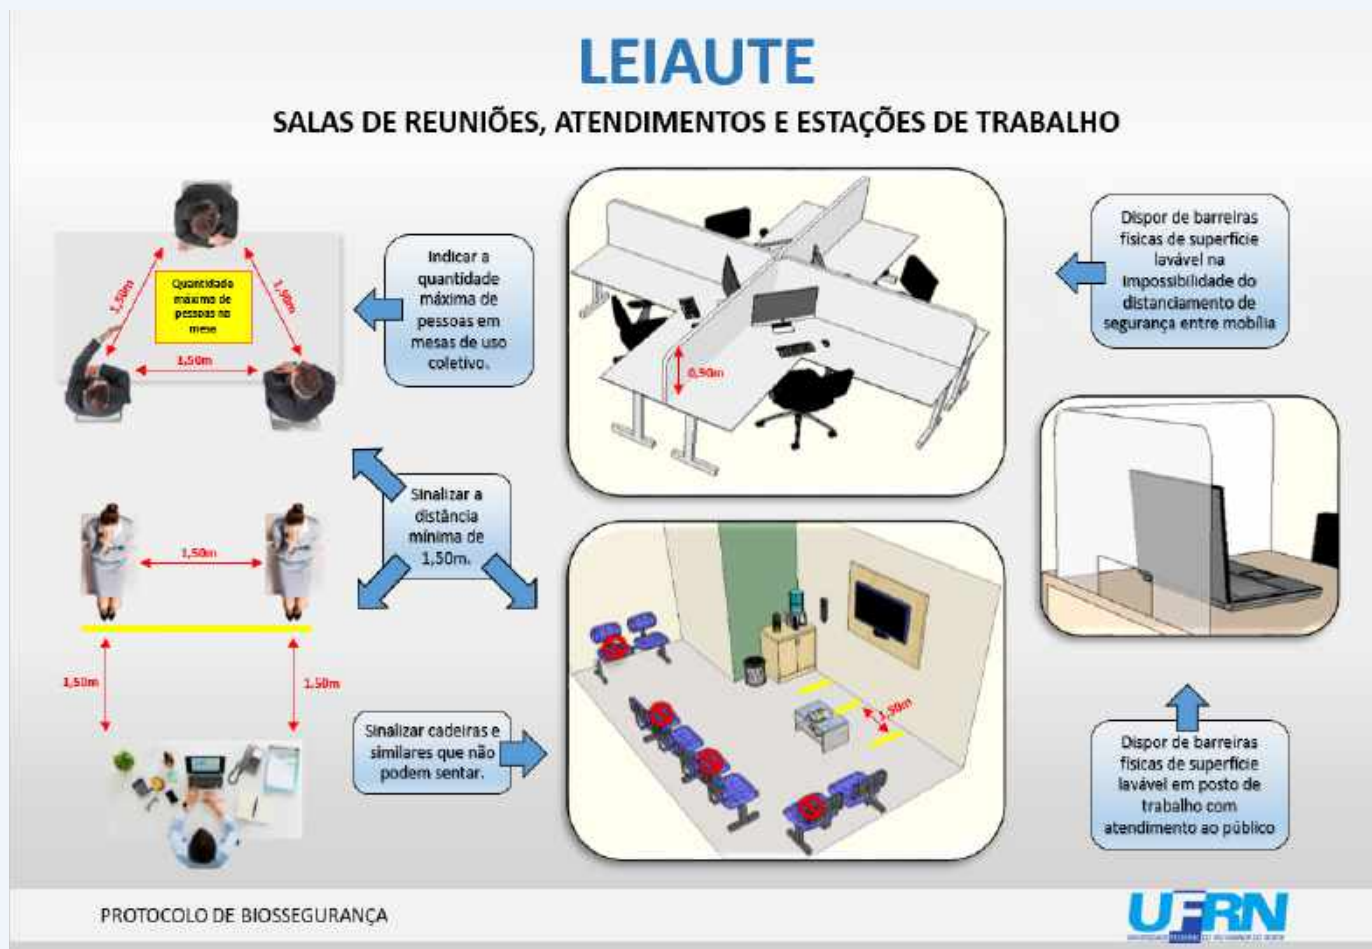 LEIAUTE
SALAS DE REUNIÕES, ATENDIMENTOS E ESTAÇÕES DE TRABALHO
Quantidade
máxima de
pessoas na
mese
1,50m
1,50m
1,50m
Indicar a
quantidade
máxima de
pessoas em
mesas de uso
coletivo.
0,90m
Dispor de barreiras
físicas de superfície
lavável na
impossibilidade do
distanciamento de
segurança entre mobília
Sinalizar a
distância
mínima de
1,50m.
1,50m
1,50m
1,50m
Sinalizar cadeiras e
similares que não
podem sentar.
1,50m
Dispor de barreiras
físicas de superfície
lavável em posto de
trabalho com
atendimento ao público
PROTOCOLO DE BIOSSEGURANÇA
UFRN